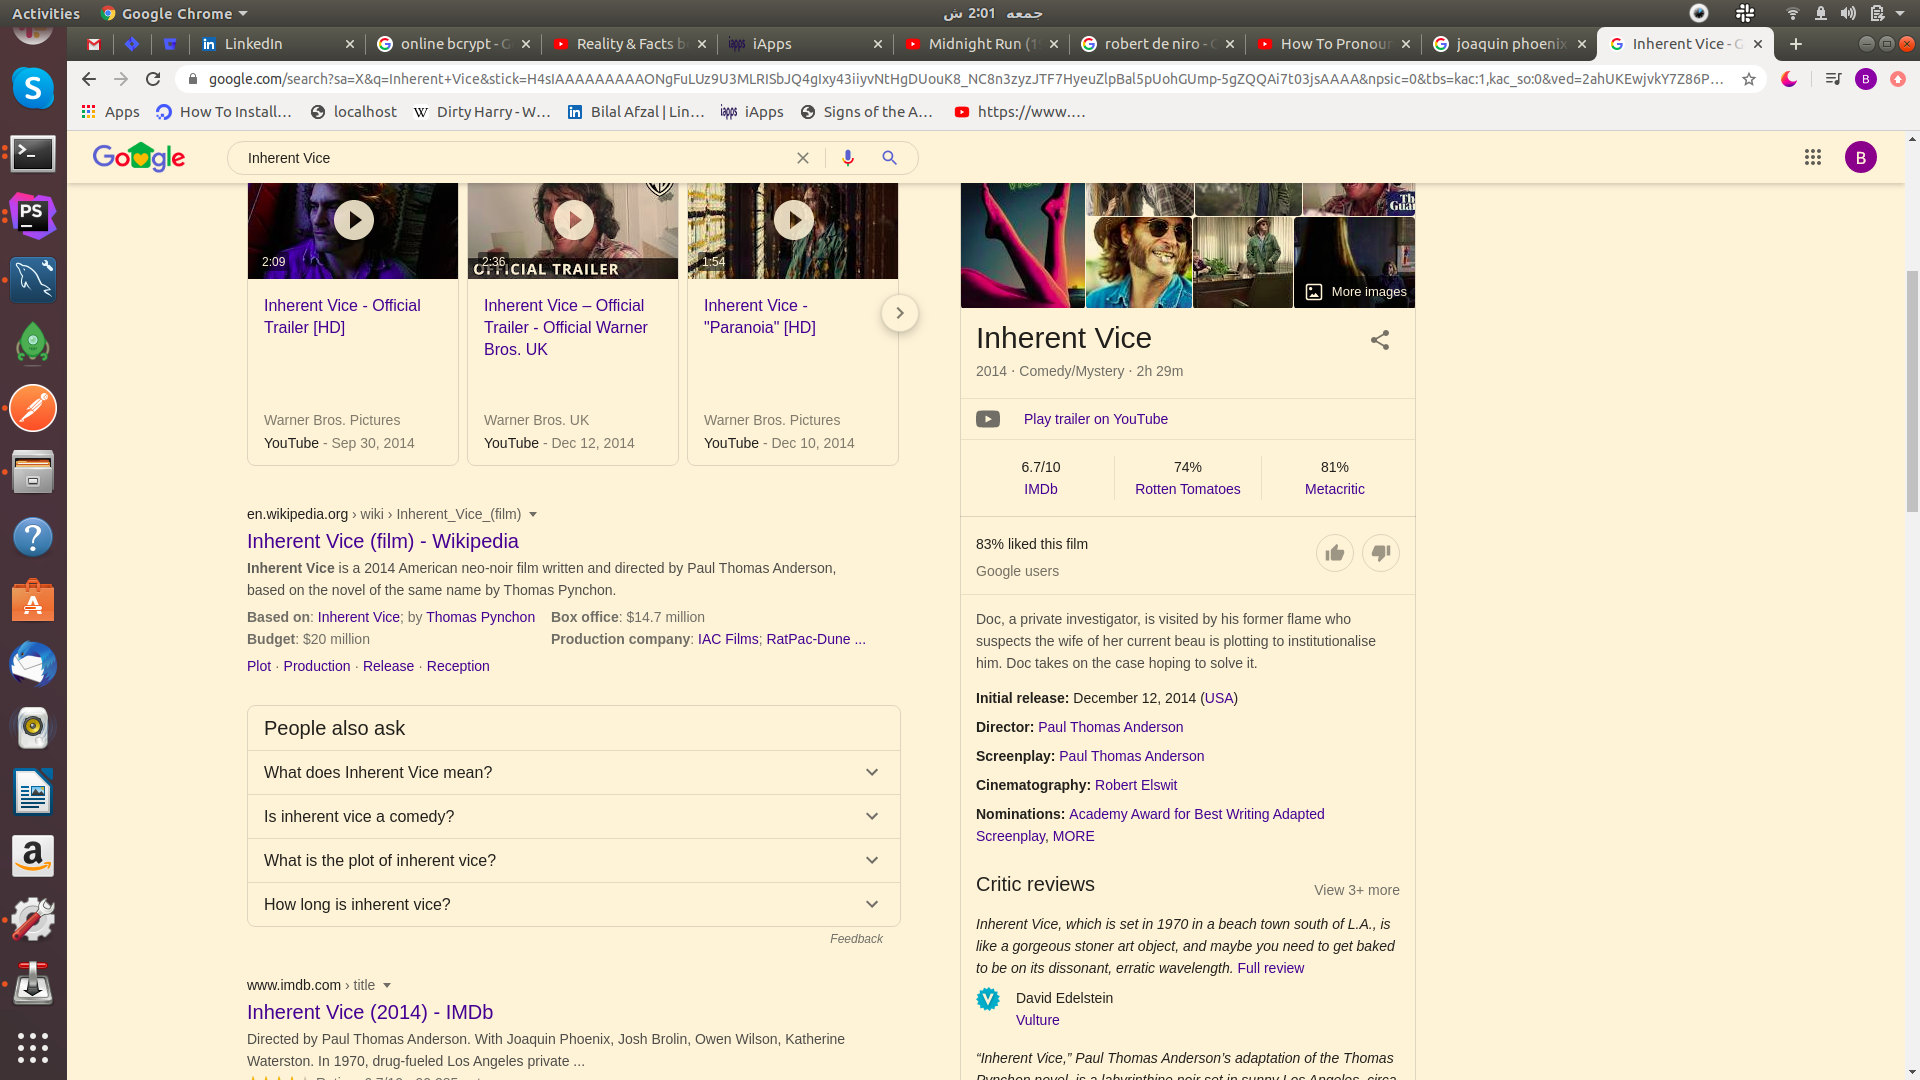 Activities
Google Chrome
جمعه 2:01 ش
LinkedIn
online bcrypt - G
Reality & Facts b
iApps
Midnight Run (1
robert de niro -
How To Pronour
joaquin phoenix
Inherent Vice - G
google.com/search?sa=X&q=Inherent+Vice&stick=H4sIAAAAAAAAAONgFuLUz9U3MLRISbJQ4gIxy43iiyvNtHgDUouK8_NC8n3zyzJTF7HyeuZlpBal5pUohGUmp-5gZQQAi7t03jsAAAA&npsic=0&tbs=kac:1,kac_so:0&ved=2ahUKEwjvkY7Z86P...
B
Apps
How To Install...
localhost
W Dirty Harry - W...
Bilal Afzal | Lin...
iApps iApps
Signs of the A...
https://www....
Google
Inherent Vice
B
2:09
2:36
OFFICIAL TRAILER
1:54
Inherent Vice - Official
Trailer [HD]
Warner Bros. Pictures
YouTube - Sep 30, 2014
Inherent Vice – Official
Trailer - Official Warner
Bros. UK
Warner Bros. UK
YouTube - Dec 12, 2014
Inherent Vice -
"Paranoia" [HD]
Warner Bros. Pictures
YouTube - Dec 10, 2014
en.wikipedia.org › wiki › Inherent_Vice_(film)
Inherent Vice (film) - Wikipedia
Inherent Vice is a 2014 American neo-noir film written and directed by Paul Thomas Anderson,
based on the novel of the same name by Thomas Pynchon.
Based on: Inherent Vice; by Thomas Pynchon
Box office: $14.7 million
Budget: $20 million
Production company: IAC Films; RatPac-Dune ...
Plot · Production · Release · Reception
People also ask
What does Inherent Vice mean?
Is inherent vice a comedy?
What is the plot of inherent vice?
How long is inherent vice?
Feedback
www.imdb.com › title
Inherent Vice (2014) - IMDb
Directed by Paul Thomas Anderson. With Joaquin Phoenix, Josh Brolin, Owen Wilson, Katherine
Waterston. In 1970, drug-fueled Los Angeles private ...
More images
Inherent Vice
2014 · Comedy/Mystery · 2h 29m
Play trailer on YouTube
6.7/10
IMDb
74%
Rotten Tomatoes
81%
Metacritic
83% liked this film
Google users
Doc, a private investigator, is visited by his former flame who
suspects the wife of her current beau is plotting to institutionalise
him. Doc takes on the case hoping to solve it.
Initial release: December 12, 2014 (USA)
Director: Paul Thomas Anderson
Screenplay: Paul Thomas Anderson
Cinematography: Robert Elswit
Nominations: Academy Award for Best Writing Adapted
Screenplay, MORE
Critic reviews
View 3+ more
Inherent Vice, which is set in 1970 in a beach town south of L.A., is
like a gorgeous stoner art object, and maybe you need to get baked
to be on its dissonant, erratic wavelength. Full review
David Edelstein
Vulture
“Inherent Vice,” Paul Thomas Anderson’s adaptation of the Thomas
Pynchon novel, is a labyrinthine noir set in sunny Los Angeles, circa